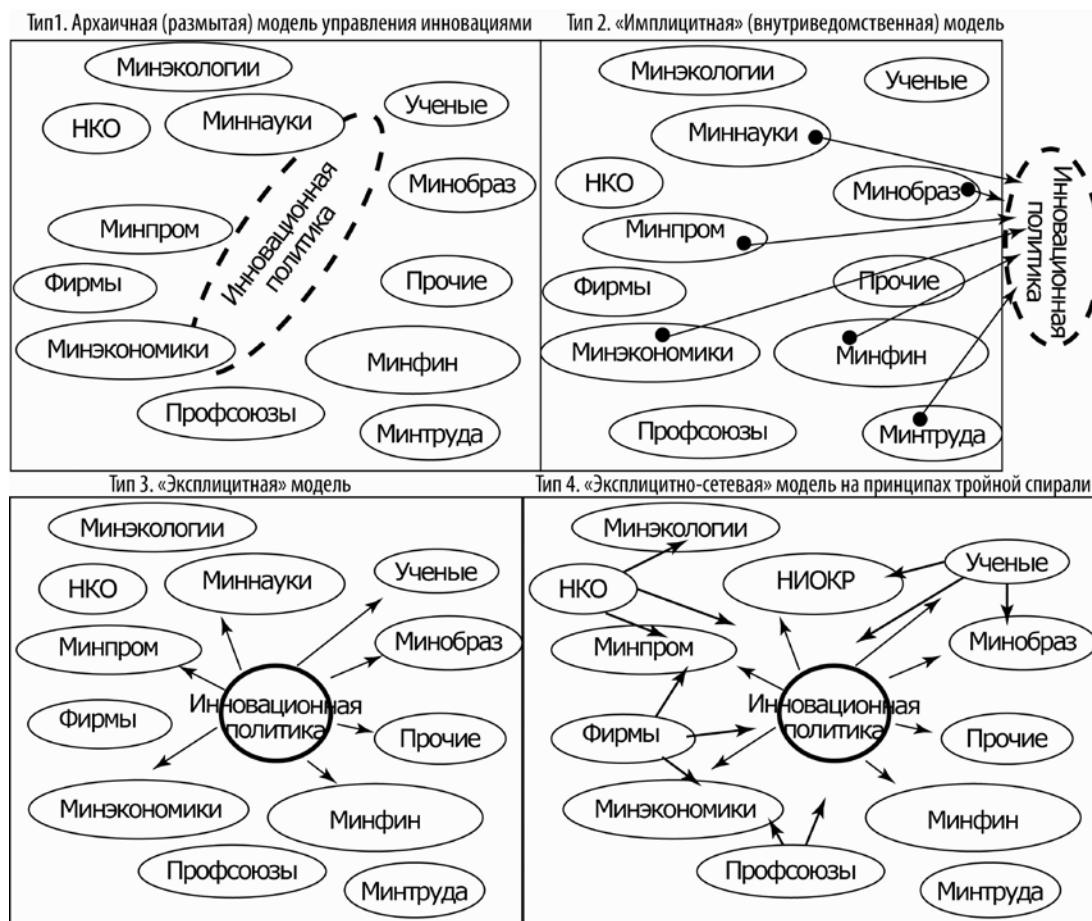 Тип1. Архаичная (размытая) модель управления инновациями
Минэкологии
Ученые
НКО
Миннауки
Минобраз
Инновационная
политика
Минпром
Фирмы
Прочие
Минэкономики
Минфин
Профсоюзы
Минтруда
Тип 2. «Имплицитная» (внутриведомственная) модель
Минэкологии
Ученые
Миннауки
НКО
Минобраз
Инновационная
политика
Минпром
Фирмы
Прочие
Минэкономики
Минфин
Профсоюзы
Минтруда
Тип 3. «Эксплицитная» модель
Минэкологии
Ученые
НКО
Миннауки
Минпром
Минобраз
Инновационная
политика
Фирмы
Прочие
Минэкономики
Минфин
Профсоюзы
Минтруда
Тип 4. «Эксплицитно-сетевая» модель на принципах тройной спирали
Минэкологии
Ученые
НКО
НИОКР
Минпром
Минобраз
Инновационная
политика
Фирмы
Прочие
Минэкономики
Минфин
Профсоюзы
Минтруда